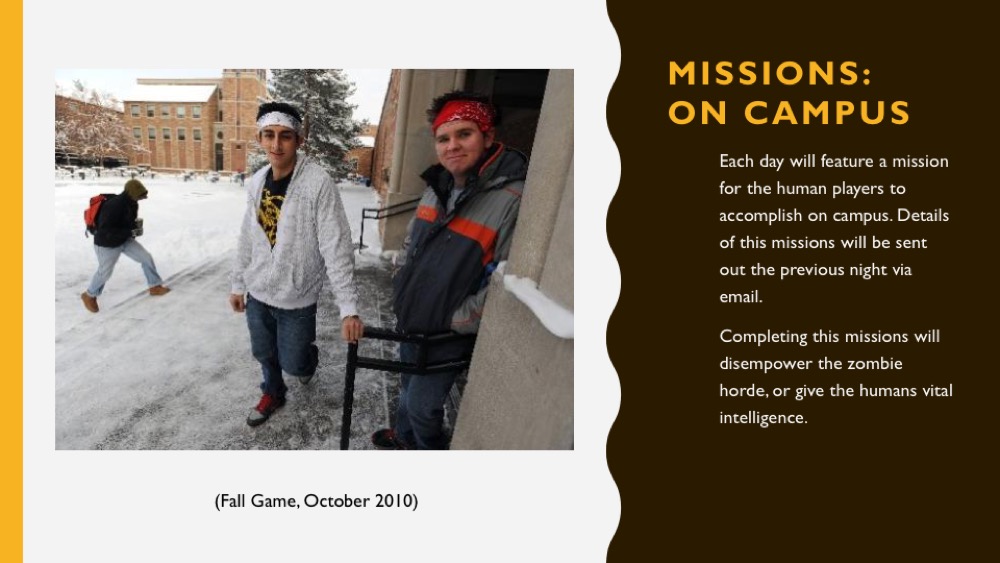 MISSIONS:
ON CAMPUS
Each day will feature a mission
for the human players to
accomplish on campus. Details
of this missions will be sent
out the previous night via
email.
Completing this missions will
disempower the zombie
horde, or give the humans vital
intelligence.
(Fall Game, October 2010)